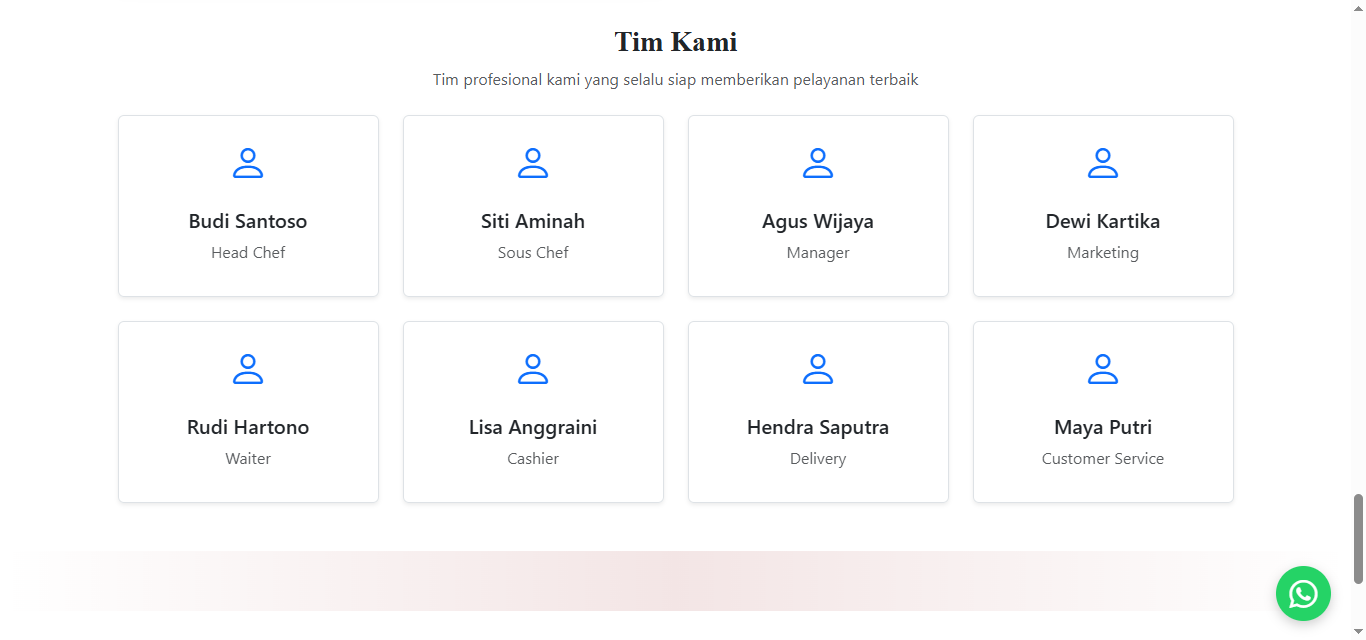 Tim Kami
Tim profesional kami yang selalu siap memberikan pelayanan terbaik
Budi Santoso
Head Chef
Siti Aminah
Sous Chef
Agus Wijaya
Manager
Dewi Kartika
Marketing
Rudi Hartono
Waiter
Lisa Anggraini
Cashier
Hendra Saputra
Delivery
Maya Putri
Customer Service